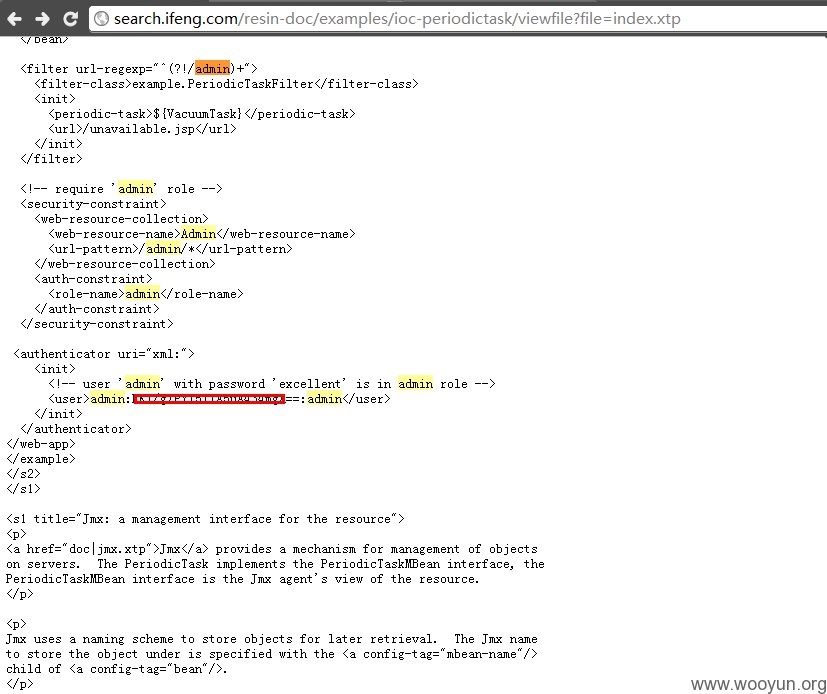 search.ifeng.com/resin-doc/examples/ioc-periodictask/viewfile?file=index.xtp
</bean>
<filter url-regexp="^(?!/admin)+">
<filter-class>example.PeriodicTaskFilter</filter-class>
<init>
<periodic-task>${VacuumTask}</periodic-task>
<url>/unavailable.jsp</url>
</init>
</filter>
<!-- require 'admin' role -->
<security-constraint>
<web-resource-collection>
<web-resource-name>Admin</web-resource-name>
<url-pattern>/admin/*</url-pattern>
</web-resource-collection>
<auth-constraint>
<role-name>admin</role-name>
</auth-constraint>
</security-constraint>
<authenticator uri="xml:">
<init>
<!-- user 'admin' with password 'excellent' is in admin role -->
<user>admin: ==:admin</user>
</init>
</authenticator>
</web-app>
</example>
</s2>
</s1>
<s1 title="Jmx: a management interface for the resource">
<p>
<a href="doc|jmx.xtp">Jmx</a> provides a mechanism for management of objects
on servers.  The PeriodicTask implements the PeriodicTaskMBean interface, the
PeriodicTaskMBean interface is the Jmx agent's view of the resource.
</p>
<p>
Jmx uses a naming scheme to store objects for later retrieval.  The Jmx name
to store the object under is specified with the <a config-tag="mbean-name"/>
child of <a config-tag="bean"/>.
</p>
www.wooyun.org